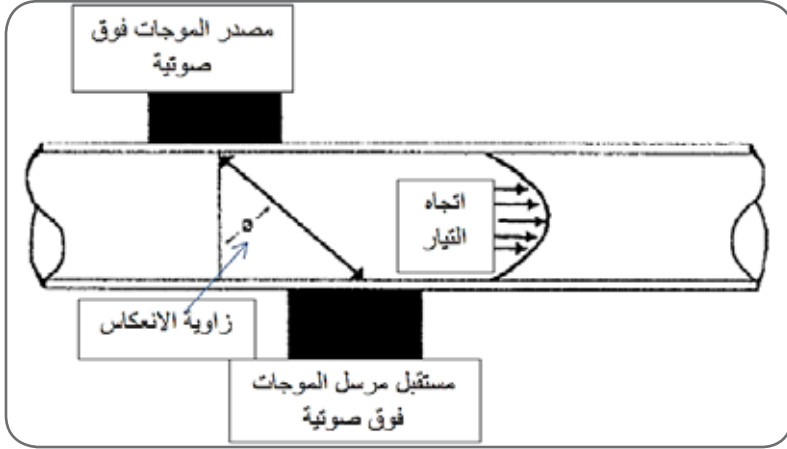 مصدر الموجات فوق
صوتية
اتجاه
التيار
ø
زاوية الانعكاس
مستقبل مرسل الموجات
فوق صوتية